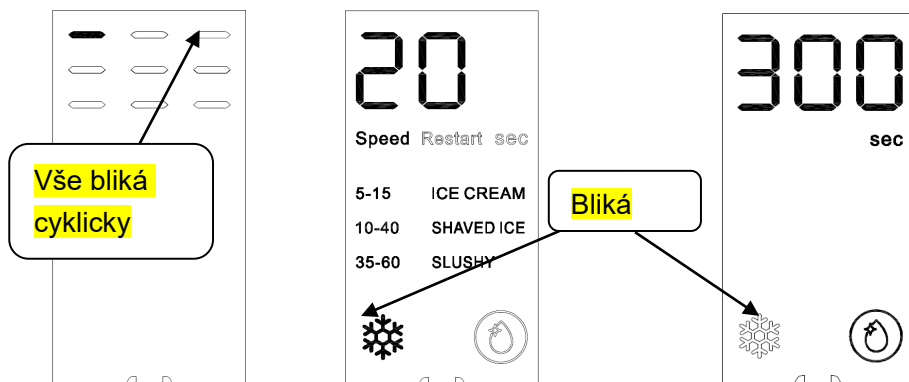 Vše bliká
cyklicky
20
Speed Restart sec
5-15 ICE CREAM
10-40 SHAVED ICE
35-60 SLUSHY
Bliká
300
sec